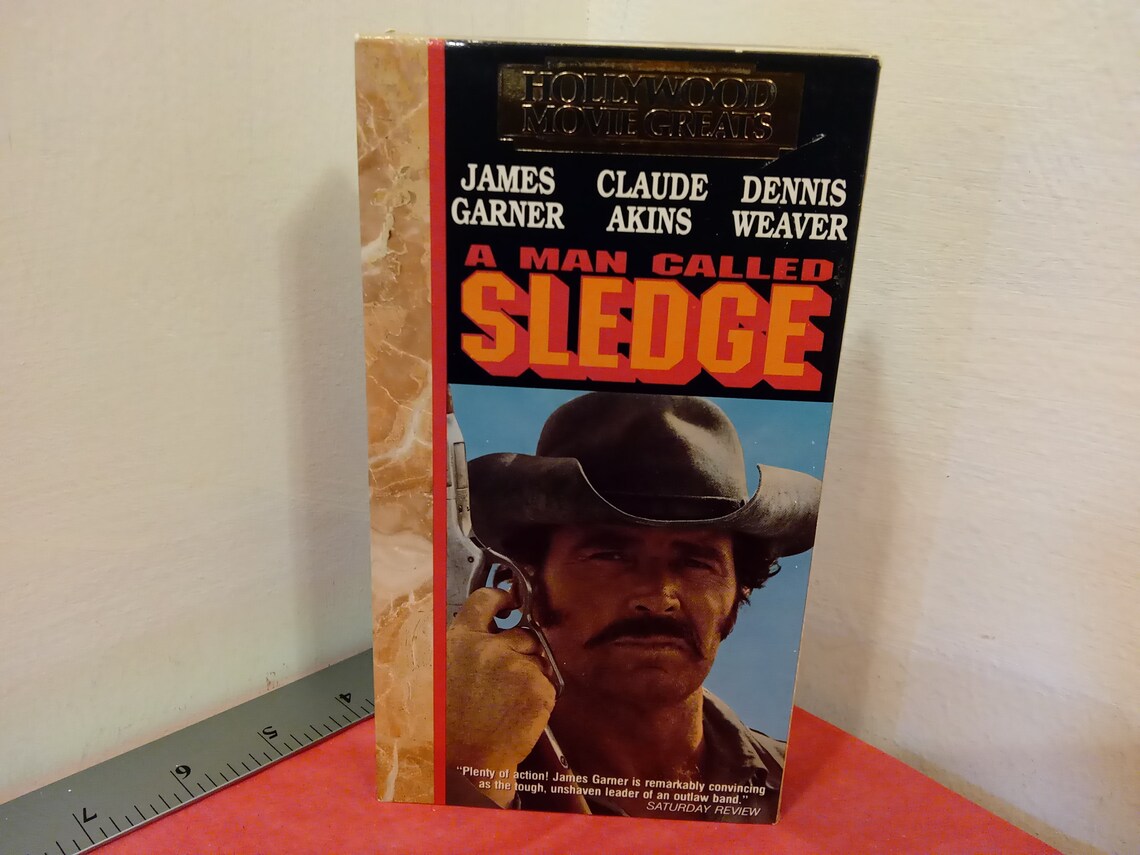 HOLLYWOOD
MOVIE GREATS
JAMES GARNER
CLAUDE AKINS
DENNIS WEAVER
A MAN CALLED
SLEDGE
"Plenty of action! James Garner is remarkably convincing
as the tough, unshaven leader of an outlaw band."
SATURDAY REVIEW
7 6 5 4